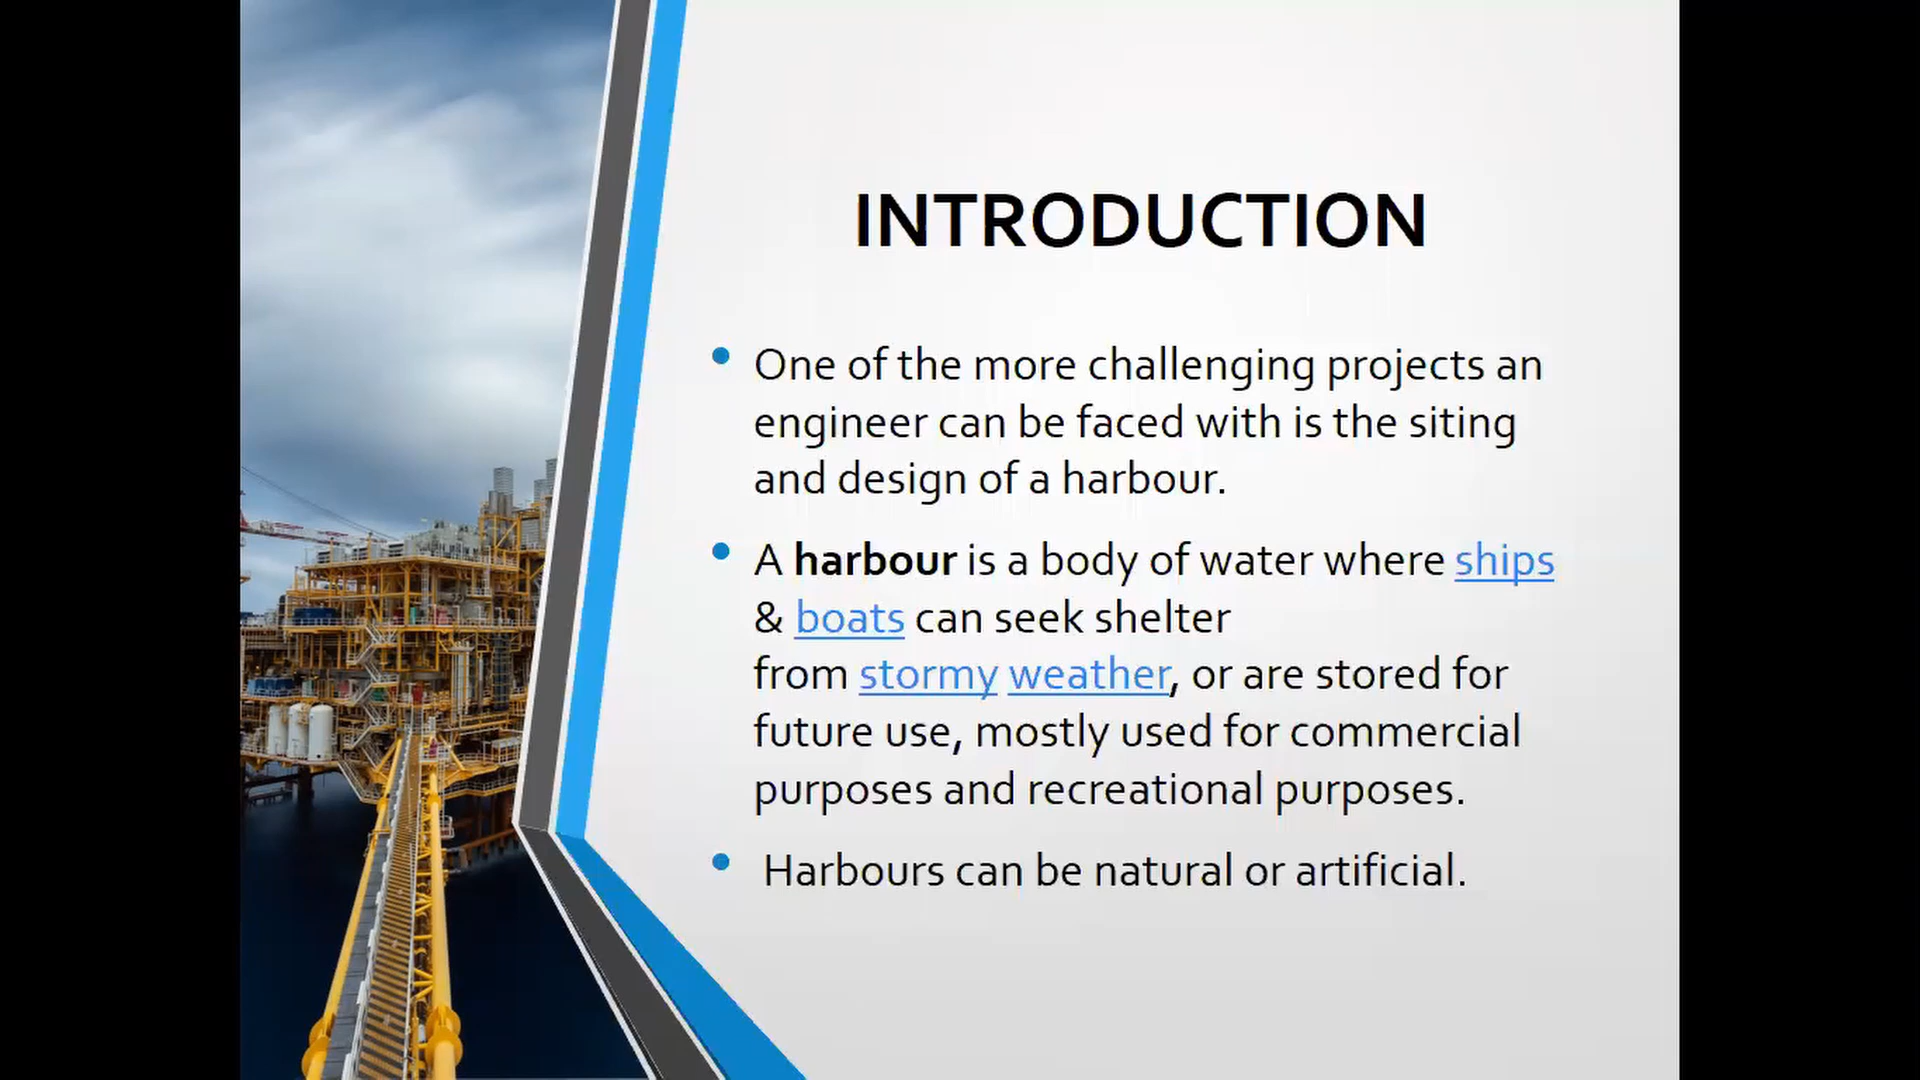 INTRODUCTION
One of the more challenging projects an
engineer can be faced with is the siting
and design of a harbour.
A harbour is a body of water where ships
& boats can seek shelter
from stormy weather, or are stored for
future use, mostly used for commercial
purposes and recreational purposes.
Harbours can be natural or artificial.